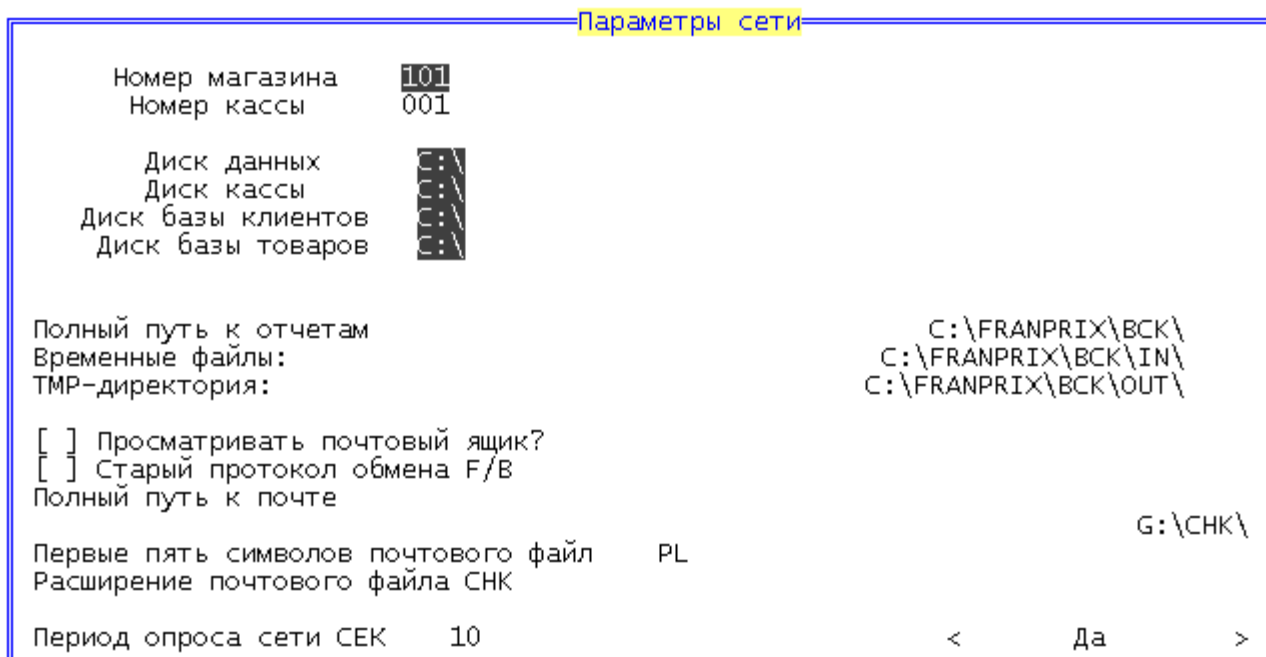 Параметры сети
Номер магазина 101
Номер кассы 001
Диск данных C:\
Диск кассы C:\
Диск базы клиентов C:\
Диск базы товаров C:\
Полный путь к отчетам C:\FRANPRIX\BCK\
Временные файлы: C:\FRANPRIX\BCK\IN\
TMP-директория: C:\FRANPRIX\BCK\OUT\
[ ] Просматривать почтовый ящик?
[ ] Старый протокол обмена F/B
Полный путь к почте
G:\CHK\
Первые пять символов почтового файл PL
Расширение почтового файла CHK
Период опроса сети СЕК 10 < Да >